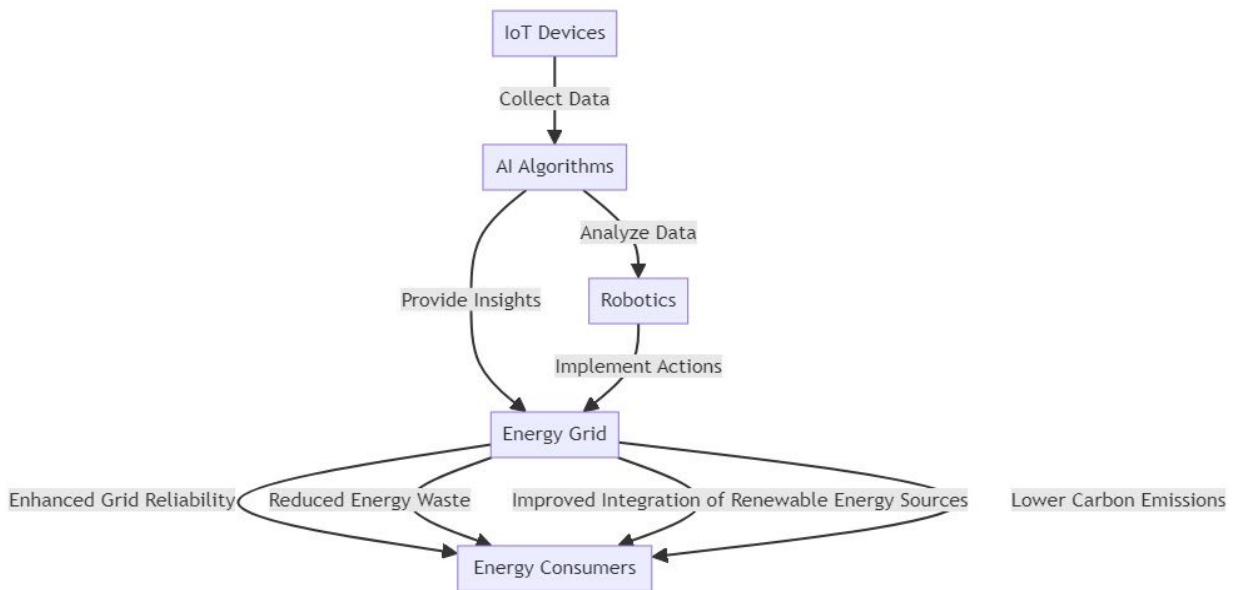 IoT Devices
Collect Data
AI Algorithms
Analyze Data
Provide Insights
Robotics
Implement Actions
Energy Grid
Enhanced Grid Reliability
Reduced Energy Waste
Improved Integration of Renewable Energy Sources
Lower Carbon Emissions
Energy Consumers